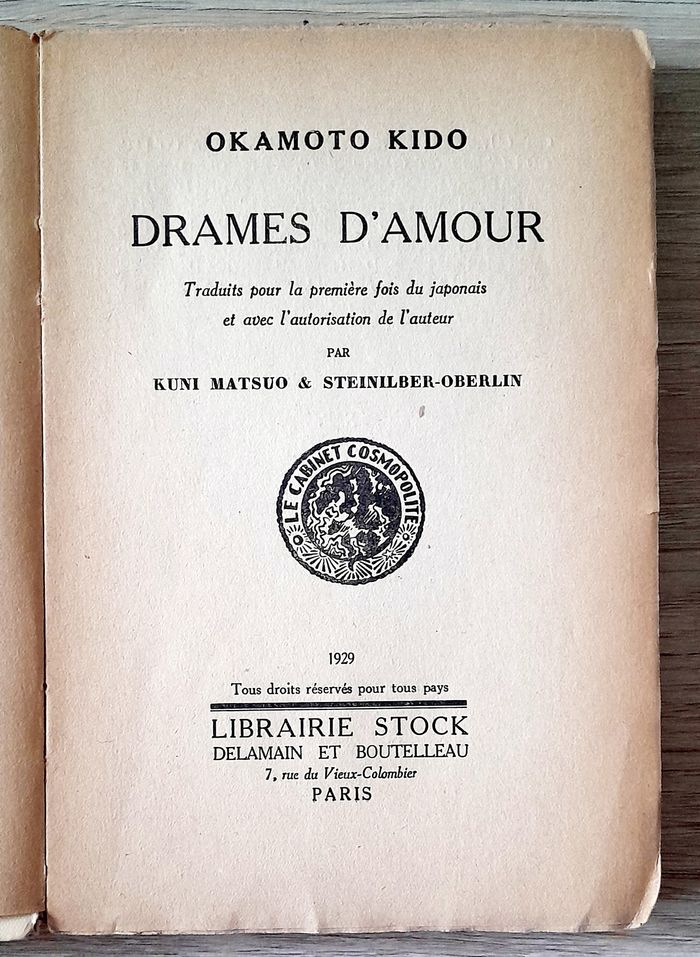 OKAMOTO KIDO
DRAMES D'AMOUR
Traduits pour la première fois du japonais
et avec l'autorisation de l'auteur
PAR
KUNI MATSUO & STEINILBER-OBERLIN
LE CABINET COSMOPOLITE
1929
Tous droits réservés pour tous pays
LIBRAIRIE STOCK
DELAMAIN ET BOUTELLEAU
7, rue du Vieux-Colombier
PARIS